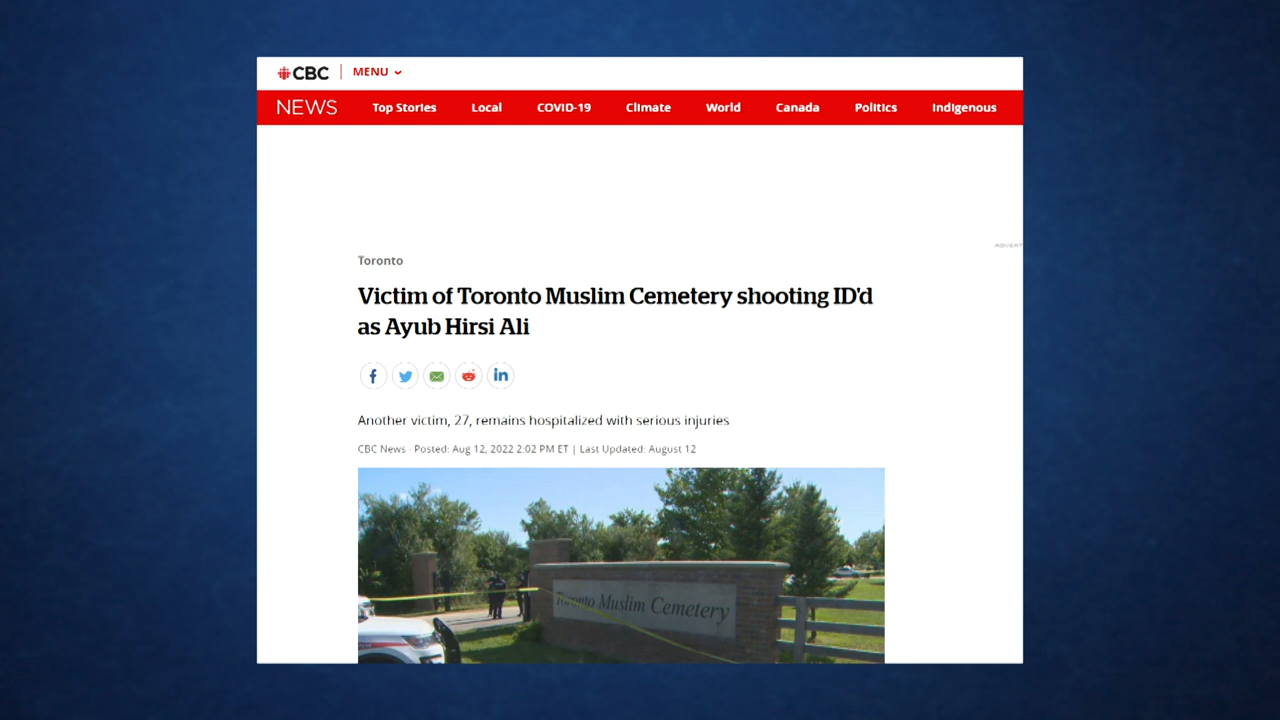 CBC MENU
NEWS Top Stories Local COVID-19 Climate World Canada Politics Indigenous
ADVERT
Toronto
Victim of Toronto Muslim Cemetery shooting ID'd
as Ayub Hirsi Ali
Another victim, 27, remains hospitalized with serious injuries
CBC News · Posted: Aug 12, 2022 2:02 PM ET | Last Updated: August 12
Toronto Muslim Cemetery